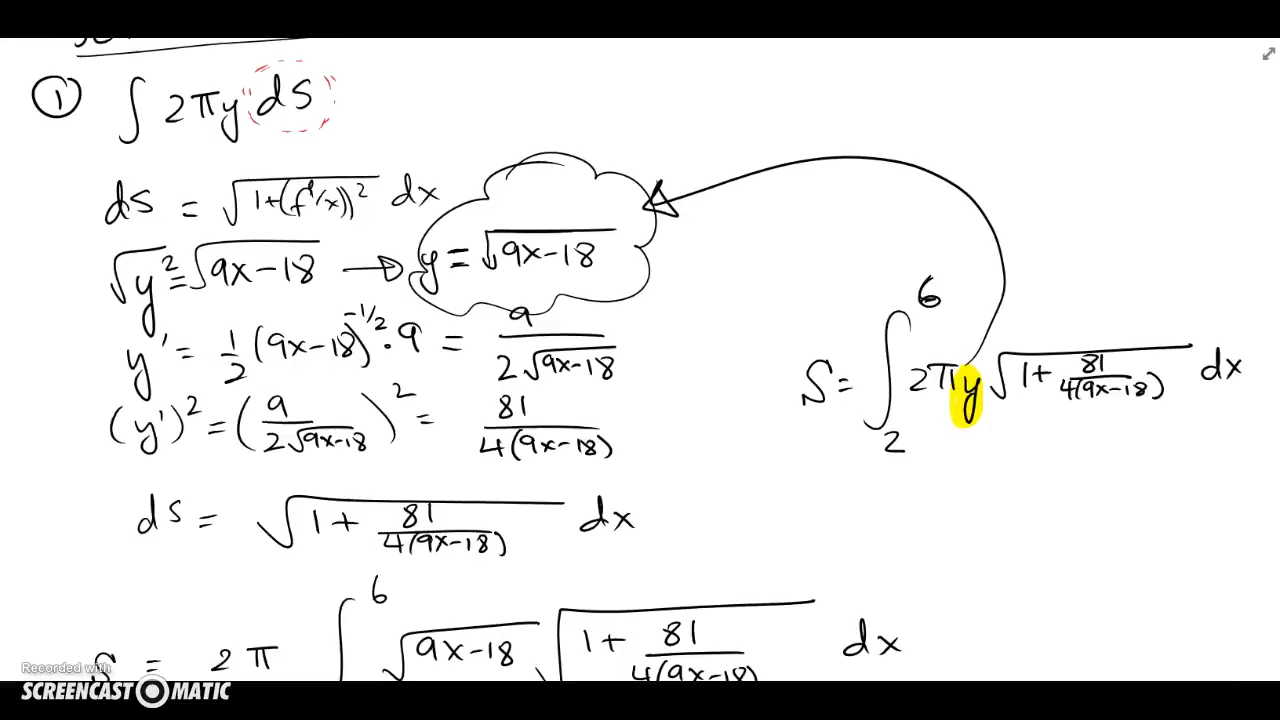 ① ∫ 2πy "dS"
dS = √(1+(f'(x))²) dx
√y² = √(9x−18) → y = √(9x−18)
y' = 1/2 (9x−18)^(−1/2) · 9 = 9/(2√(9x−18))
(y')² = (9/(2√(9x−18)))² = 81/(4(9x−18))
S = ∫₂⁶ 2πy √(1+ 81/(4(9x−18))) dx
dS = √(1 + 81/(4(9x−18))) dx
S = 2π ∫⁶ √(9x−18) √(1+ 81/(4(9x−18))) dx
Recorded with
SCREENCAST-O-MATIC